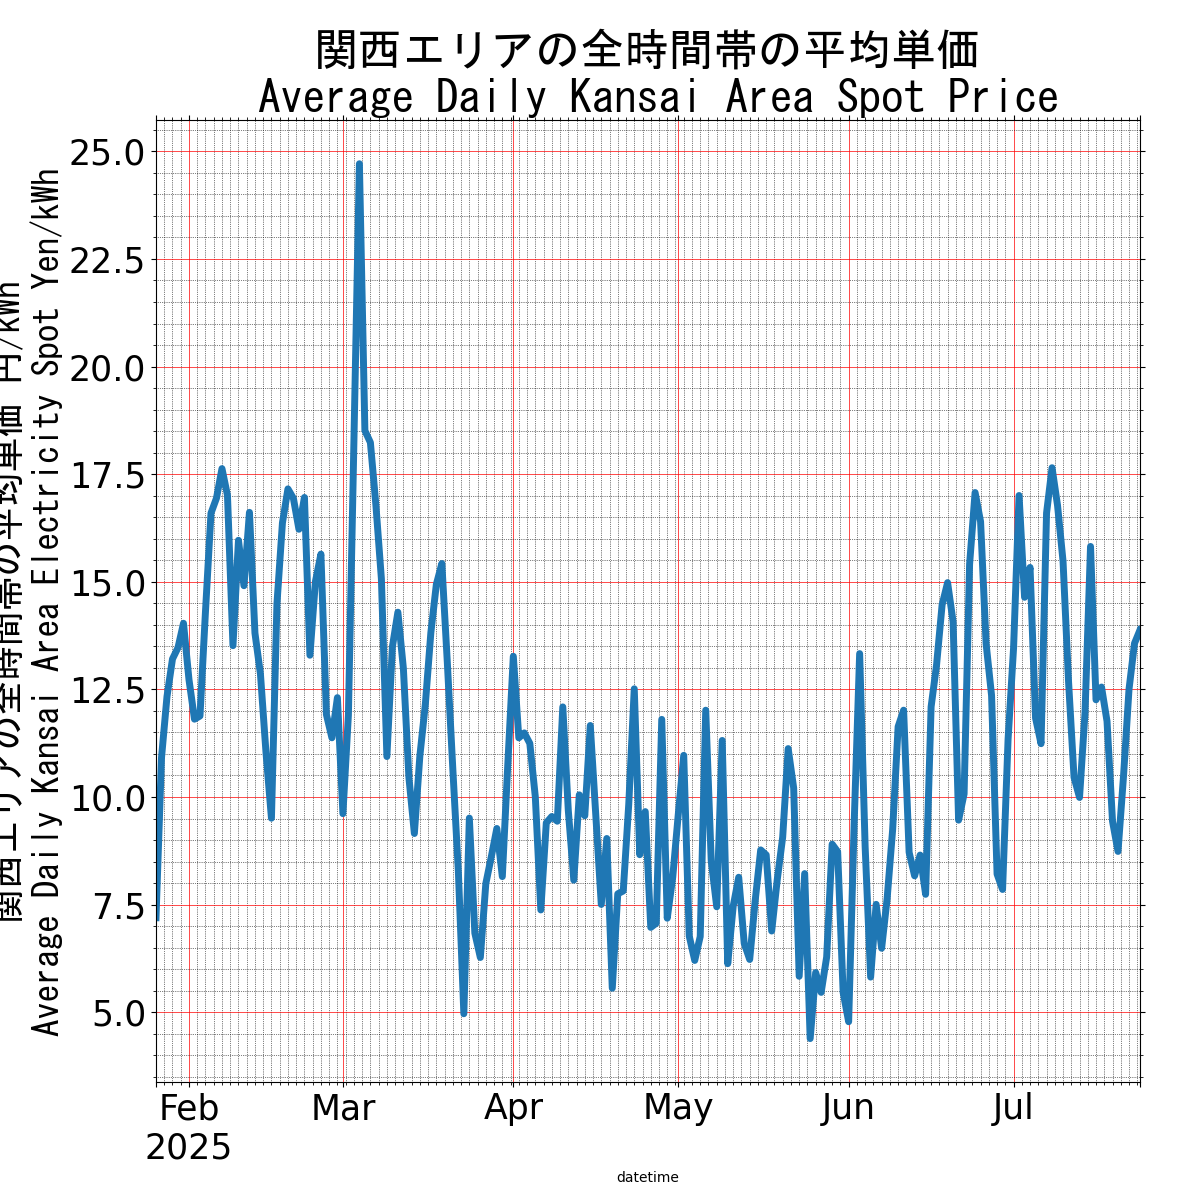 関西エリアの全時間帯の平均単価
Average Daily Kansai Area Spot Price
関西エリアの全時間帯の平均単価 円/kWh
Average Daily Kansai Area Electricity Spot Yen/kWh
25.0
22.5
20.0
17.5
15.0
12.5
10.0
7.5
5.0
Feb
2025
Mar
Apr
May
Jun
Jul
datetime